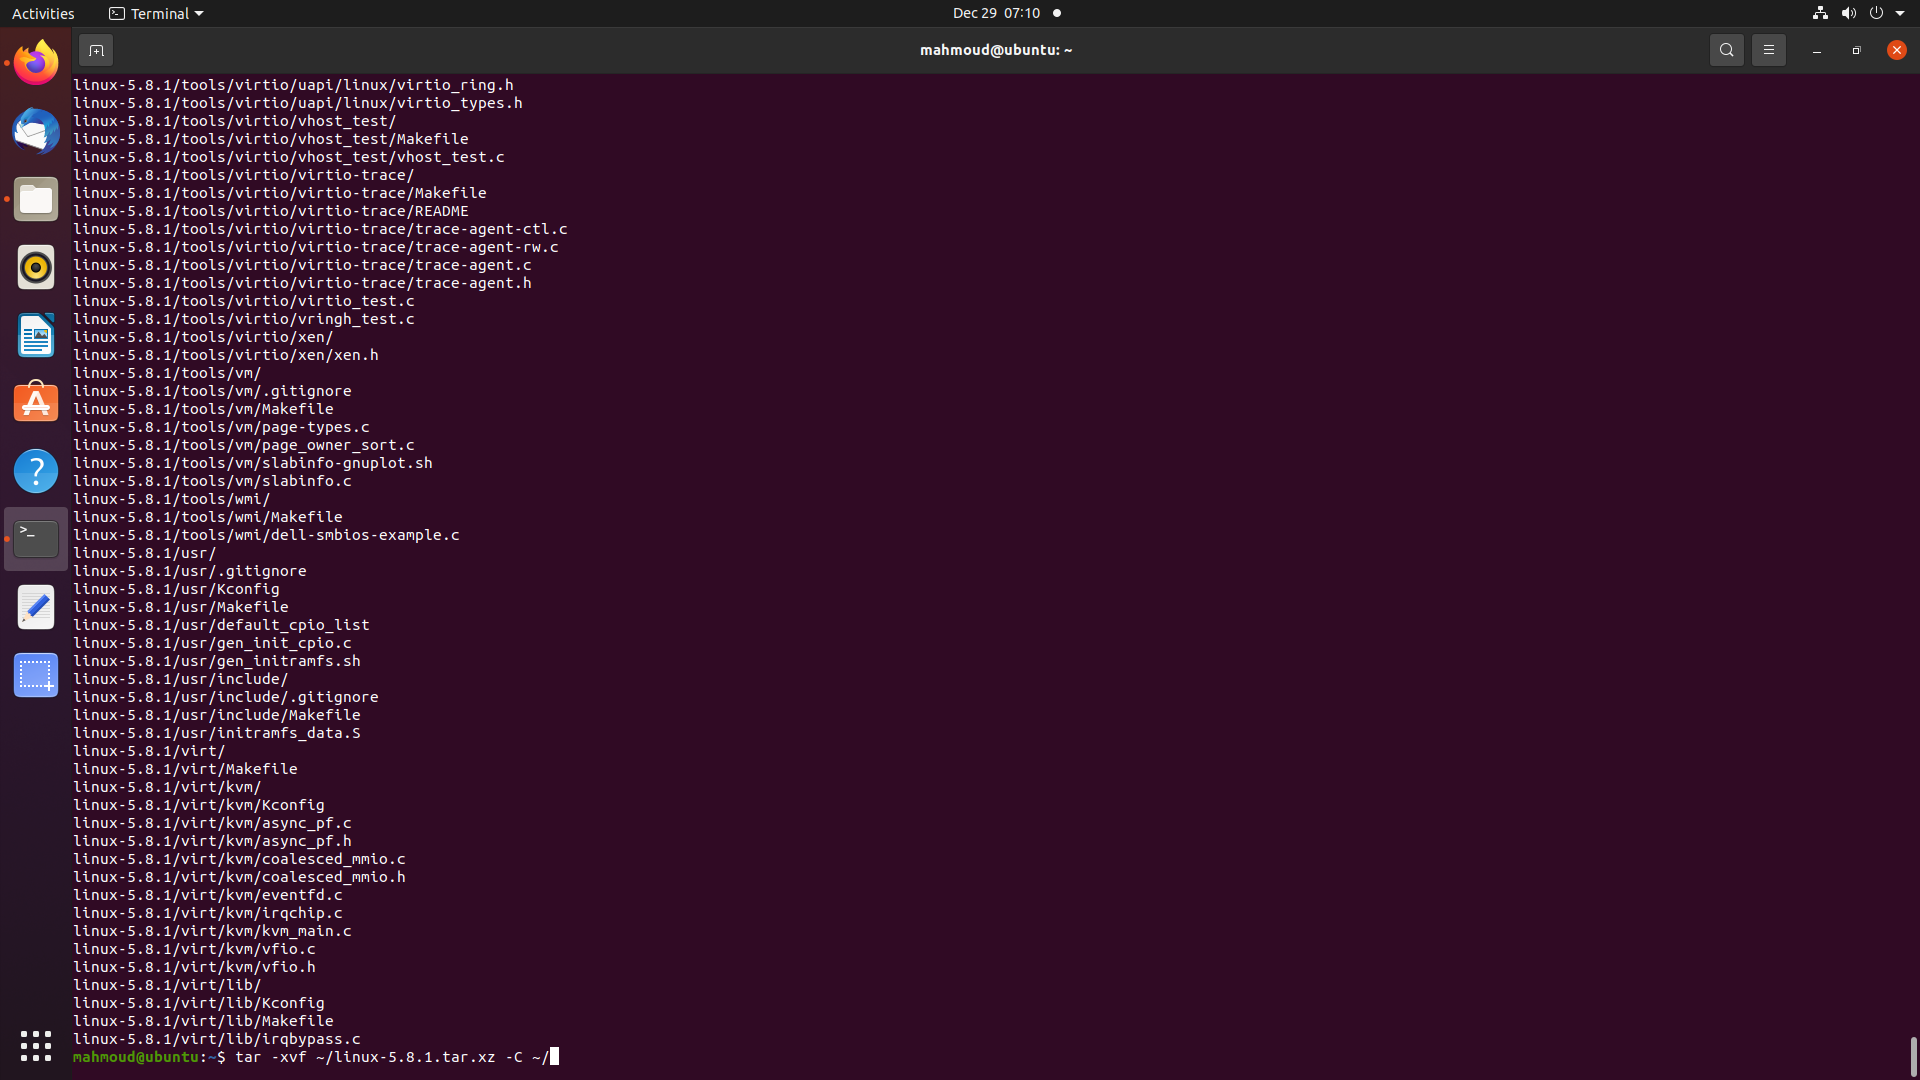 Activities
Terminal
Dec 29 07:10
mahmoud@ubuntu: ~
linux-5.8.1/tools/virtio/uapi/linux/virtio_ring.h
linux-5.8.1/tools/virtio/uapi/linux/virtio_types.h
linux-5.8.1/tools/virtio/vhost_test/
linux-5.8.1/tools/virtio/vhost_test/Makefile
linux-5.8.1/tools/virtio/vhost_test/vhost_test.c
linux-5.8.1/tools/virtio/virtio-trace/
linux-5.8.1/tools/virtio/virtio-trace/Makefile
linux-5.8.1/tools/virtio/virtio-trace/README
linux-5.8.1/tools/virtio/virtio-trace/trace-agent-ctl.c
linux-5.8.1/tools/virtio/virtio-trace/trace-agent-rw.c
linux-5.8.1/tools/virtio/virtio-trace/trace-agent.c
linux-5.8.1/tools/virtio/virtio-trace/trace-agent.h
linux-5.8.1/tools/virtio/virtio_test.c
linux-5.8.1/tools/virtio/vringh_test.c
linux-5.8.1/tools/virtio/xen/
linux-5.8.1/tools/virtio/xen/xen.h
linux-5.8.1/tools/vm/
linux-5.8.1/tools/vm/.gitignore
linux-5.8.1/tools/vm/Makefile
linux-5.8.1/tools/vm/page-types.c
linux-5.8.1/tools/vm/page_owner_sort.c
linux-5.8.1/tools/vm/slabinfo-gnuplot.sh
linux-5.8.1/tools/vm/slabinfo.c
linux-5.8.1/tools/wmi/
linux-5.8.1/tools/wmi/Makefile
linux-5.8.1/tools/wmi/dell-smbios-example.c
linux-5.8.1/usr/
linux-5.8.1/usr/.gitignore
linux-5.8.1/usr/Kconfig
linux-5.8.1/usr/Makefile
linux-5.8.1/usr/default_cpio_list
linux-5.8.1/usr/gen_init_cpio.c
linux-5.8.1/usr/gen_initramfs.sh
linux-5.8.1/usr/include/
linux-5.8.1/usr/include/.gitignore
linux-5.8.1/usr/include/Makefile
linux-5.8.1/usr/initramfs_data.S
linux-5.8.1/virt/
linux-5.8.1/virt/Makefile
linux-5.8.1/virt/kvm/
linux-5.8.1/virt/kvm/Kconfig
linux-5.8.1/virt/kvm/async_pf.c
linux-5.8.1/virt/kvm/async_pf.h
linux-5.8.1/virt/kvm/coalesced_mmio.c
linux-5.8.1/virt/kvm/coalesced_mmio.h
linux-5.8.1/virt/kvm/eventfd.c
linux-5.8.1/virt/kvm/irqchip.c
linux-5.8.1/virt/kvm/kvm_main.c
linux-5.8.1/virt/kvm/vfio.c
linux-5.8.1/virt/kvm/vfio.h
linux-5.8.1/virt/lib/
linux-5.8.1/virt/lib/Kconfig
linux-5.8.1/virt/lib/Makefile
linux-5.8.1/virt/lib/irqbypass.c
mahmoud@ubuntu:~$ tar -xvf ~/linux-5.8.1.tar.xz -C ~/